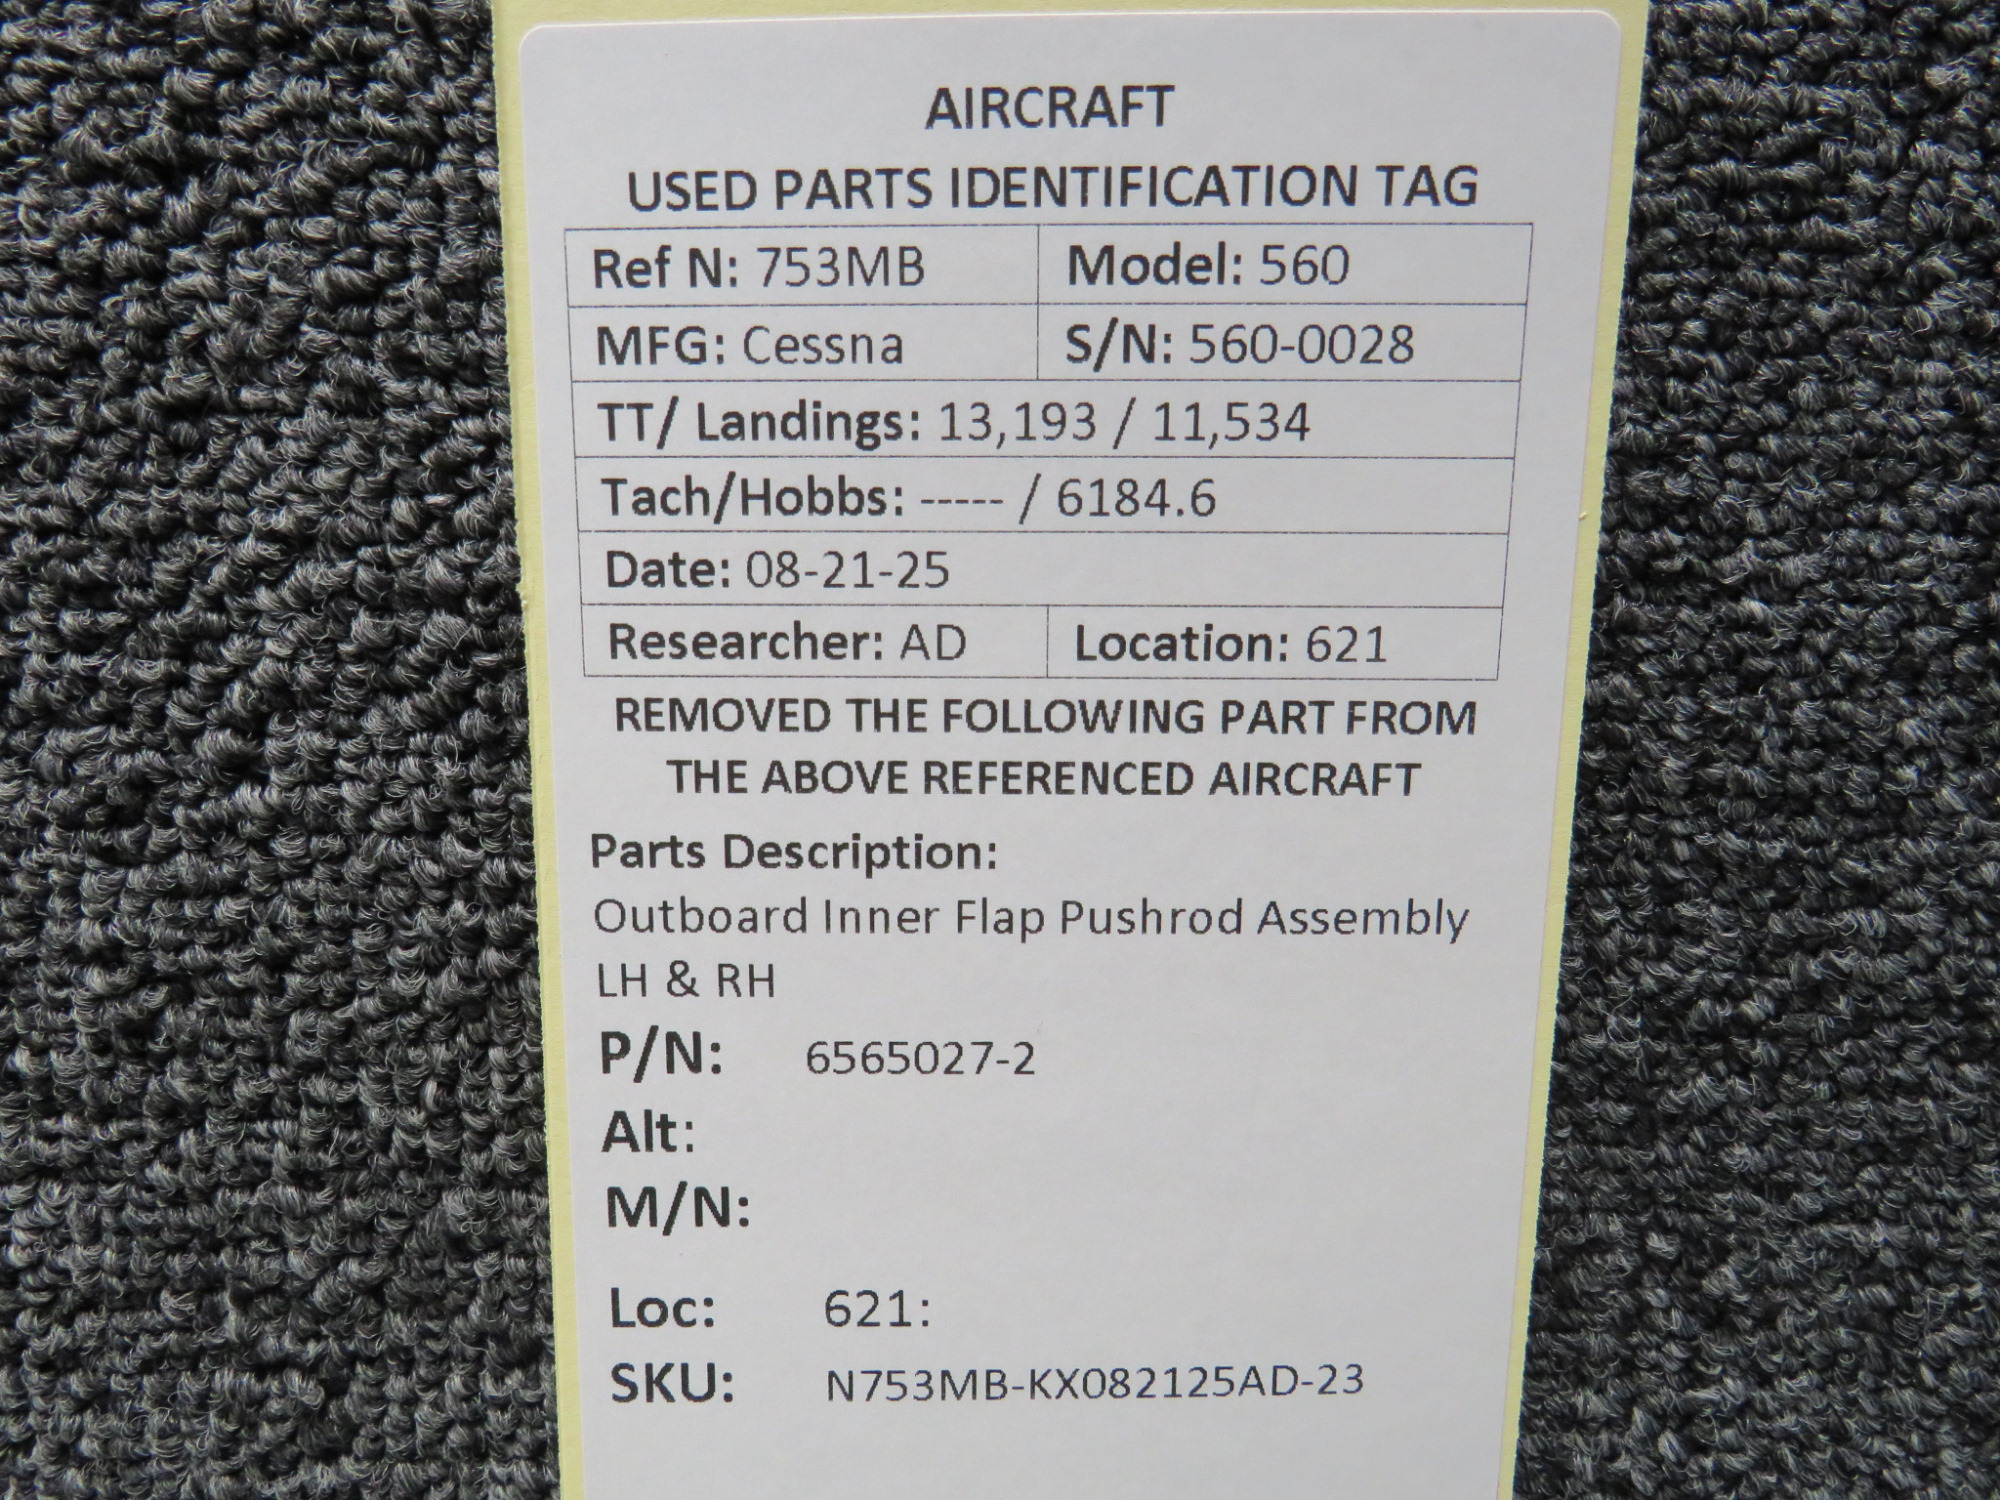 AIRCRAFT
USED PARTS IDENTIFICATION TAG
Ref N: 753MB Model: 560
MFG: Cessna S/N: 560-0028
TT/ Landings: 13,193 / 11,534
Tach/Hobbs: ----- / 6184.6
Date: 08-21-25
Researcher: AD Location: 621
REMOVED THE FOLLOWING PART FROM
THE ABOVE REFERENCED AIRCRAFT
Parts Description:
Outboard Inner Flap Pushrod Assembly
LH & RH
P/N: 6565027-2
Alt:
M/N:
Loc: 621:
SKU: N753MB-KX082125AD-23